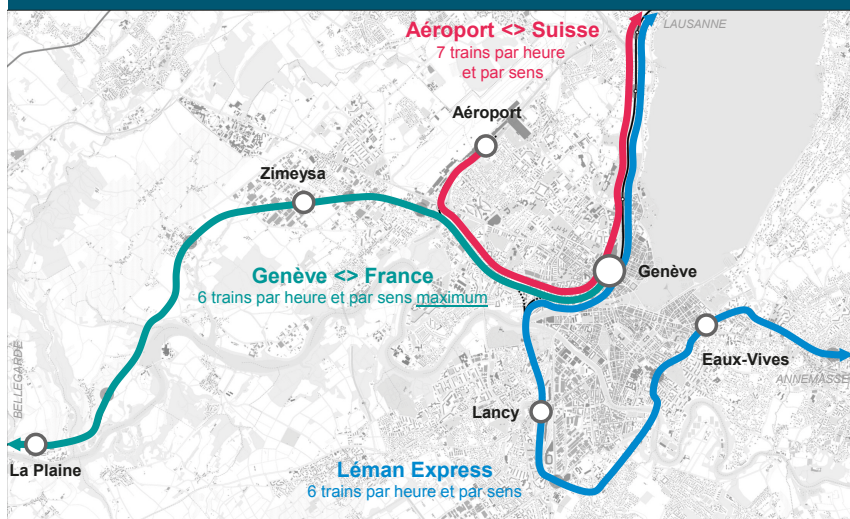 LAUSANNE
Aéroport <> Suisse
7 trains par heure
et par sens
Aéroport
Zimeysa
Genève
Genève <> France
6 trains par heure et par sens maximum
Eaux-Vives
BELLEGARDE
ANNEMASSE
Lancy
La Plaine
Léman Express
6 trains par heure et par sens